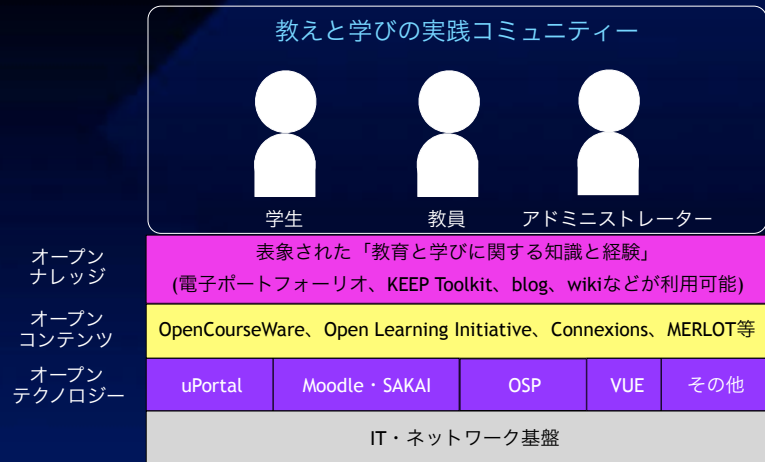 教えと学びの実践コミュニティー
学生
教員
アドミニストレーター
オープン
ナレッジ
表象された「教育と学びに関する知識と経験」
(電子ポートフォーリオ、KEEP Toolkit、blog、wikiなどが利用可能)
オープン
コンテンツ
OpenCourseWare、Open Learning Initiative、Connexions、MERLOT等
オープン
テクノロジー
uPortal
Moodle・SAKAI
OSP
VUE
その他
IT・ネットワーク基盤